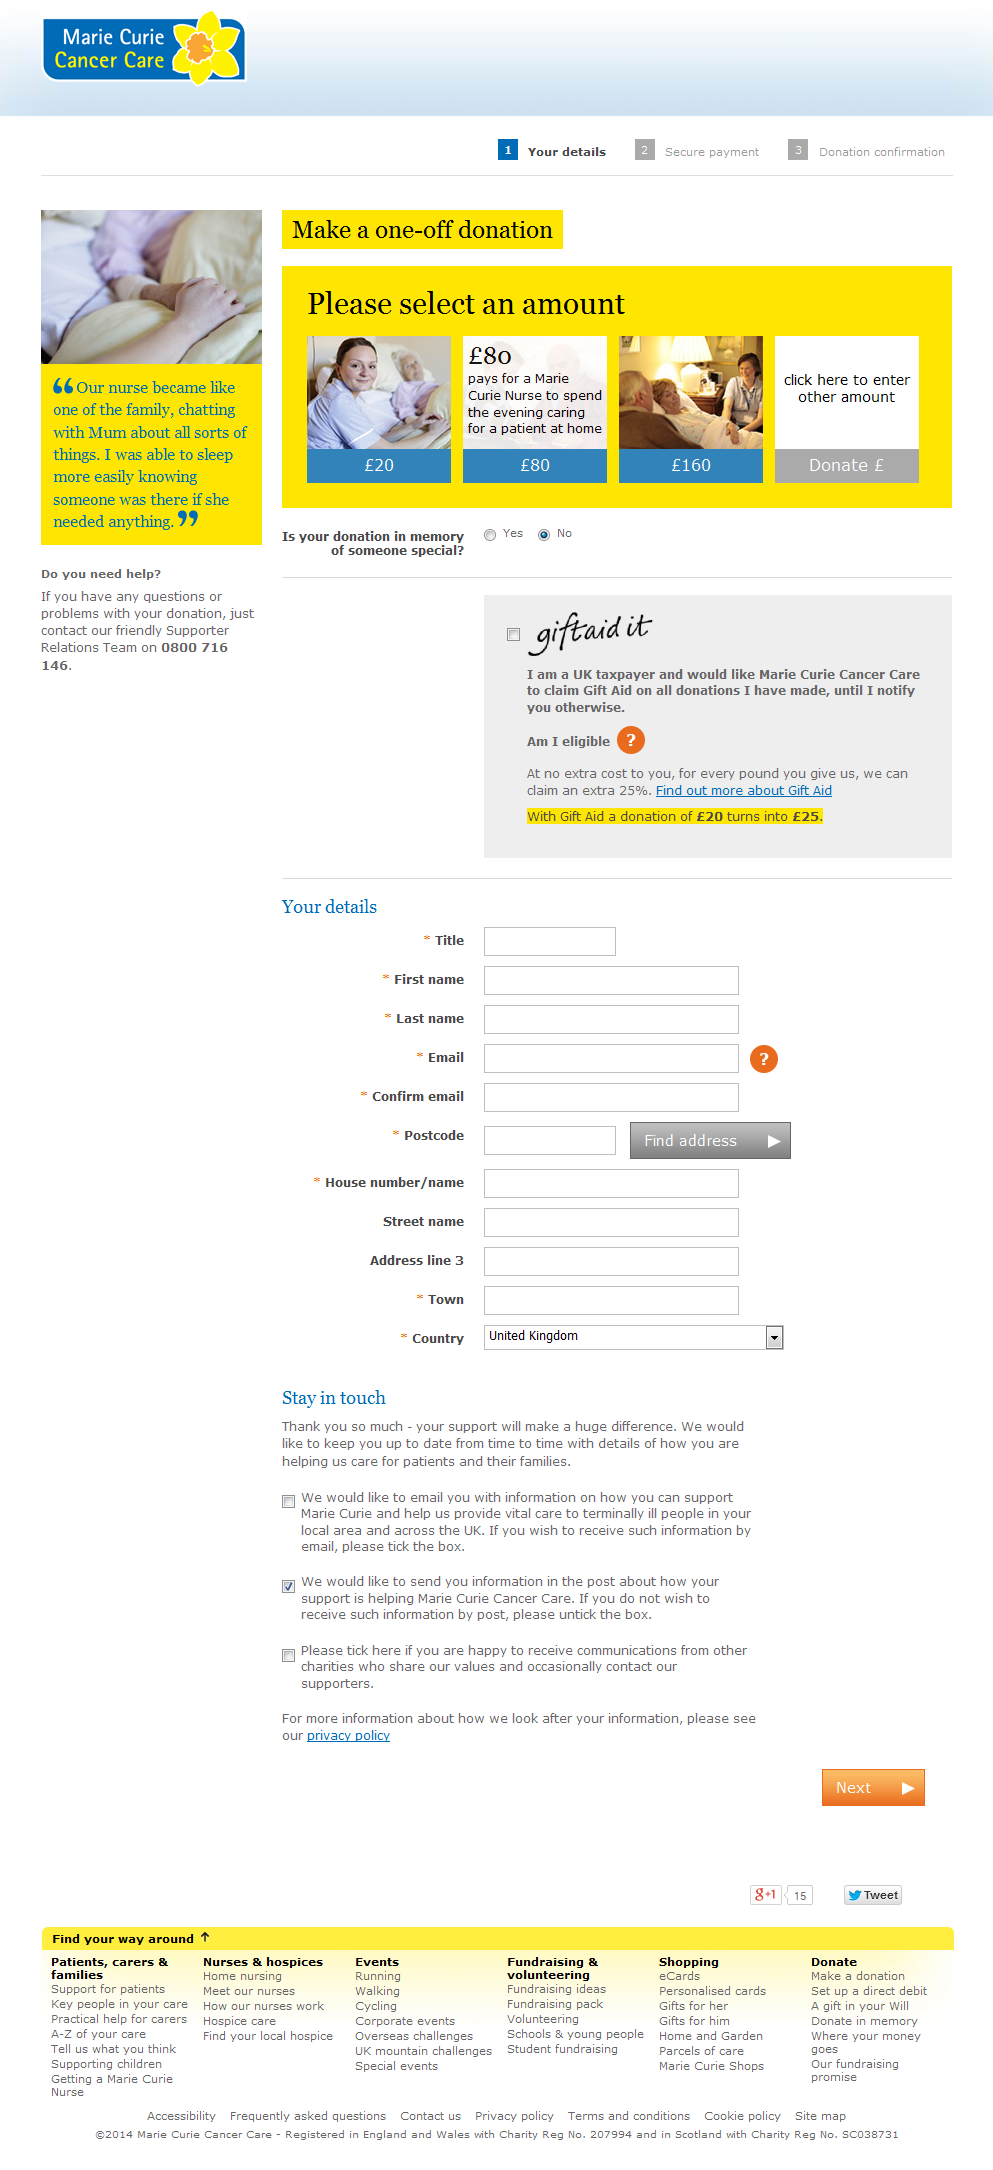 Marie Curie
Cancer Care
1 Your details 2 Secure payment 3 Donation confirmation
Make a one-off donation
Please select an amount
£80
pays for a Marie
Curie Nurse to spend
the evening caring
for a patient at home
click here to enter
other amount
£20 £80 £160 Donate £
“Our nurse became like
one of the family, chatting
with Mum about all sorts of
things. I was able to sleep
more easily knowing
someone was there if she
needed anything.”
Do you need help?
If you have any questions or
problems with your donation, just
contact our friendly Supporter
Relations Team on 0800 716
146.
Is your donation in memory
of someone special?
Yes No
giftaid it
I am a UK taxpayer and would like Marie Curie Cancer Care
to claim Gift Aid on all donations I have made, until I notify
you otherwise.
Am I eligible ?
At no extra cost to you, for every pound you give us, we can
claim an extra 25%. Find out more about Gift Aid
With Gift Aid a donation of £20 turns into £25.
Your details
* Title
* First name
* Last name
* Email ?
* Confirm email
* Postcode Find address
* House number/name
Street name
Address line 3
* Town
* Country United Kingdom
Stay in touch
Thank you so much - your support will make a huge difference. We would
like to keep you up to date from time to time with details of how you are
helping us care for patients and their families.
We would like to email you with information on how you can support
Marie Curie and help us provide vital care to terminally ill people in your
local area and across the UK. If you wish to receive such information by
email, please tick the box.
We would like to send you information in the post about how your
support is helping Marie Curie Cancer Care. If you do not wish to
receive such information by post, please untick the box.
Please tick here if you are happy to receive communications from other
charities who share our values and occasionally contact our
supporters.
For more information about how we look after your information, please see
our privacy policy
Next
g+1 15 Tweet
Find your way around
Patients, carers &
families
Support for patients
Key people in your care
Practical help for carers
A-Z of your care
Tell us what you think
Supporting children
Getting a Marie Curie
Nurse
Nurses & hospices
Home nursing
Meet our nurses
How our nurses work
Hospice care
Find your local hospice
Events
Running
Walking
Cycling
Corporate events
Overseas challenges
UK mountain challenges
Special events
Fundraising &
volunteering
Fundraising ideas
Fundraising pack
Volunteering
Schools & young people
Student fundraising
Shopping
eCards
Personalised cards
Gifts for her
Gifts for him
Home and Garden
Parcels of care
Marie Curie Shops
Donate
Make a donation
Set up a direct debit
A gift in your Will
Donate in memory
Where your money
goes
Our fundraising
promise
Accessibility Frequently asked questions Contact us Privacy policy Terms and conditions Cookie policy Site map
©2014 Marie Curie Cancer Care - Registered in England and Wales with Charity Reg No. 207994 and in Scotland with Charity Reg No. SC038731